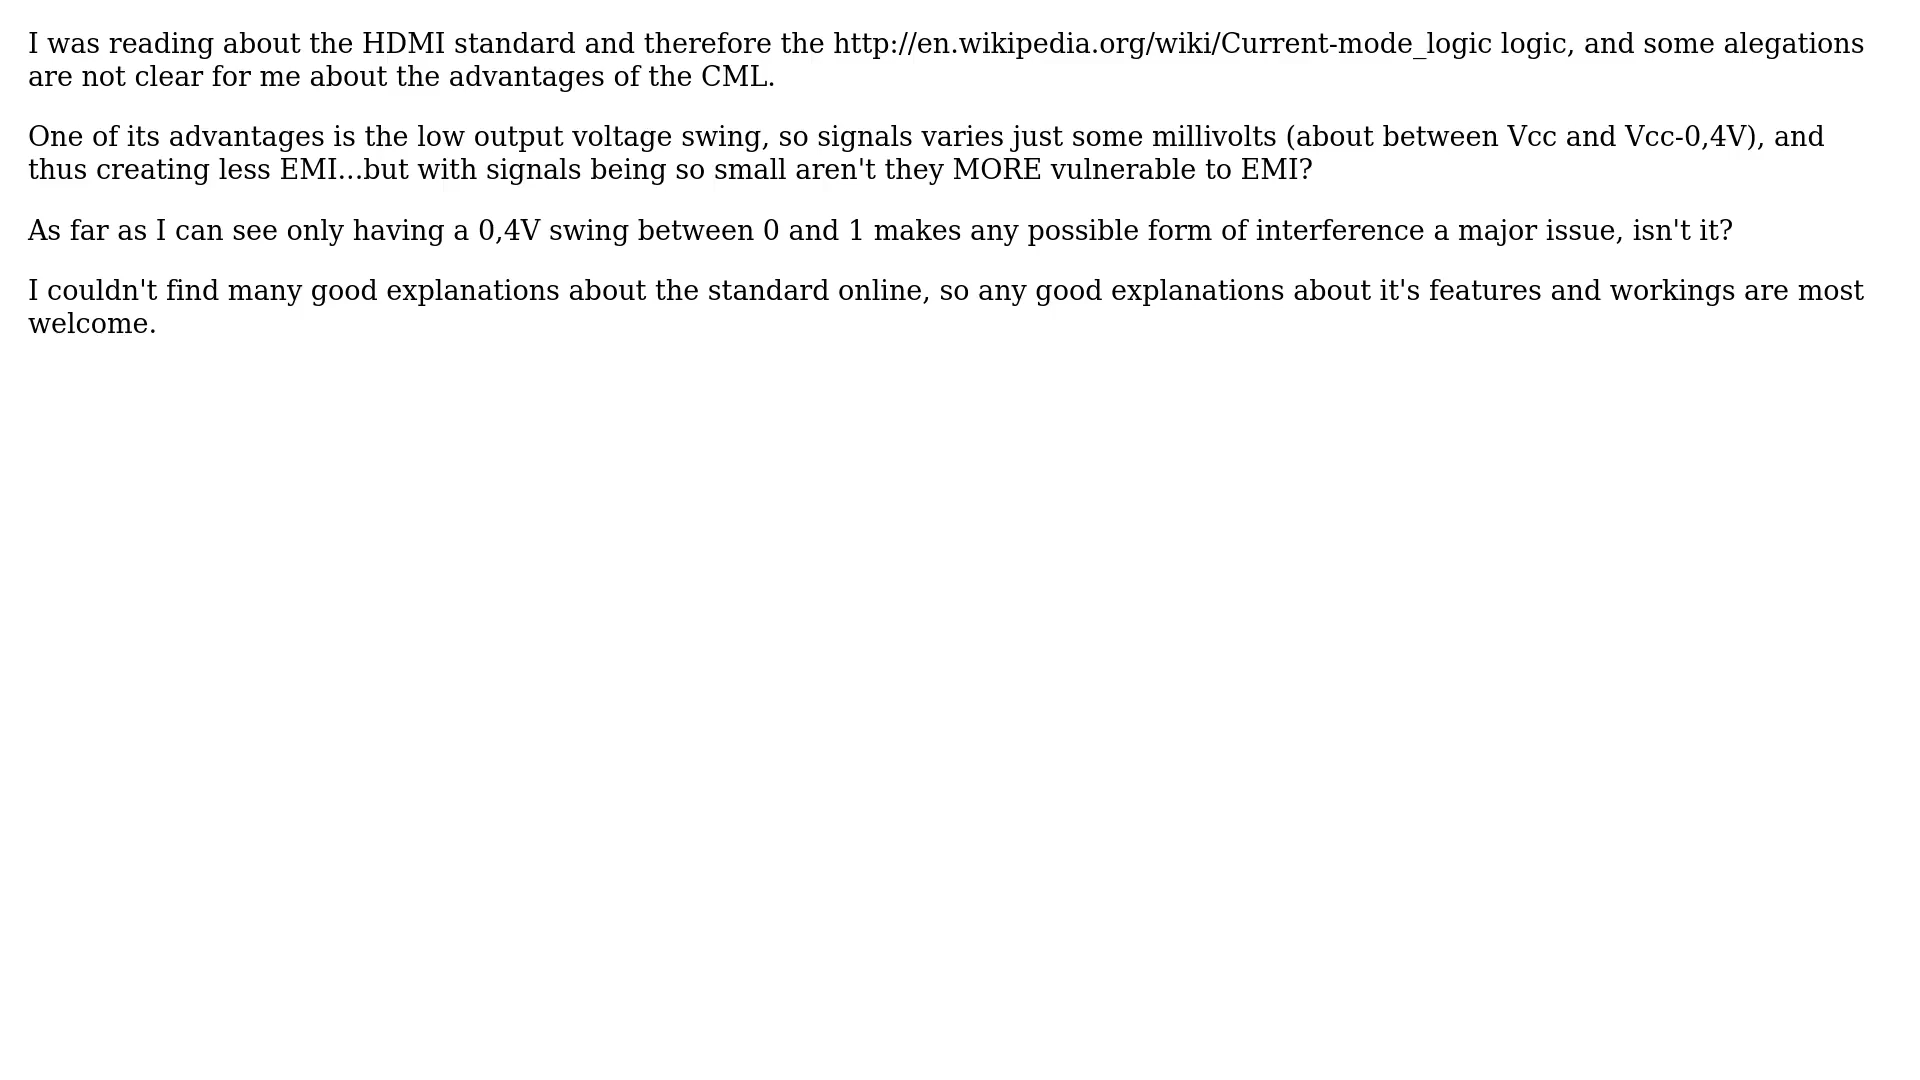 I was reading about the HDMI standard and therefore the http://en.wikipedia.org/wiki/Current-mode_logic logic, and some alegations
are not clear for me about the advantages of the CML.
One of its advantages is the low output voltage swing, so signals varies just some millivolts (about between Vcc and Vcc-0,4V), and
thus creating less EMI...but with signals being so small aren't they MORE vulnerable to EMI?
As far as I can see only having a 0,4V swing between 0 and 1 makes any possible form of interference a major issue, isn't it?
I couldn't find many good explanations about the standard online, so any good explanations about it's features and workings are most
welcome.